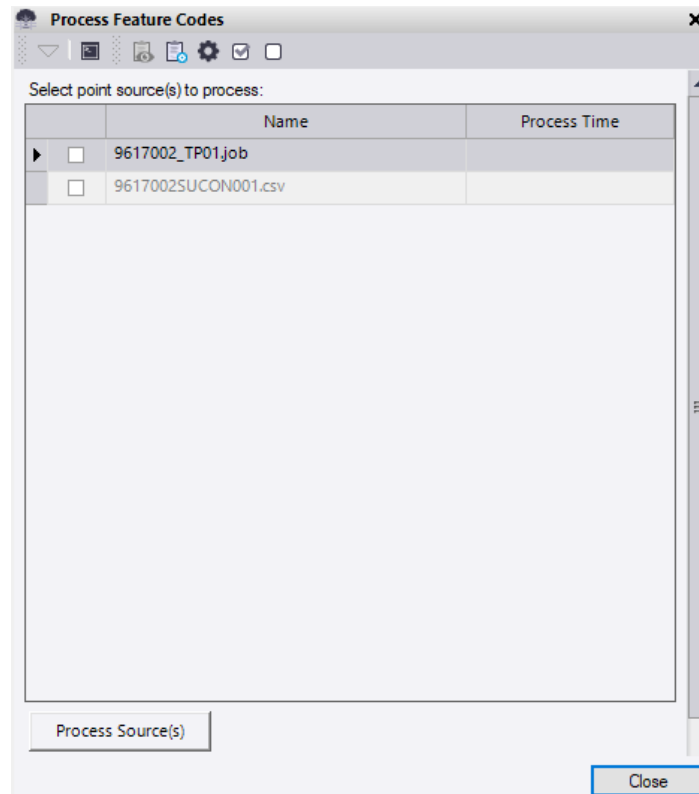 Process Feature Codes
Select point source(s) to process:
Name Process Time
9617002_TP01.job
9617002SUCON001.csv
Process Source(s)
Close